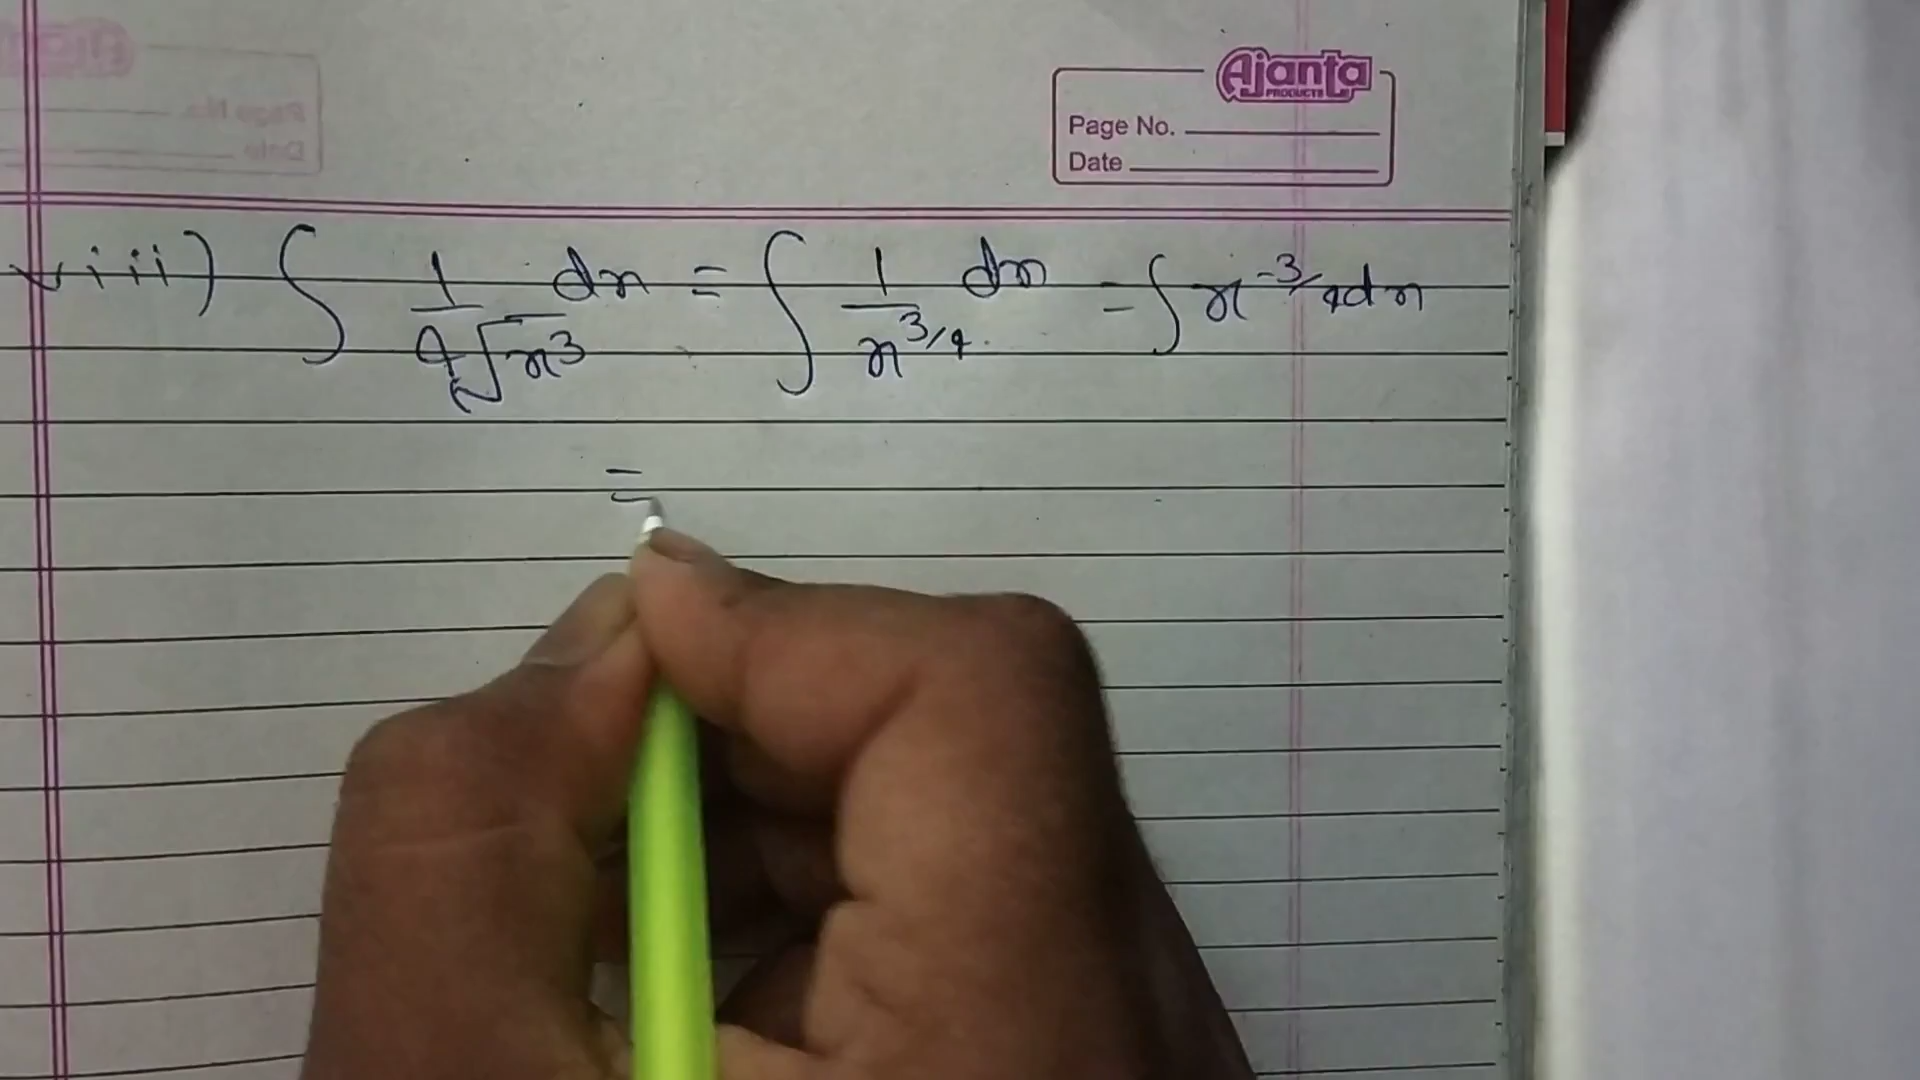 Ajanta
PRODUCTS
Page No.
Date
viii) ∫ 1/∜x³ dx = ∫ 1/x^3/4 dx = ∫ x^-3/4 dx
=